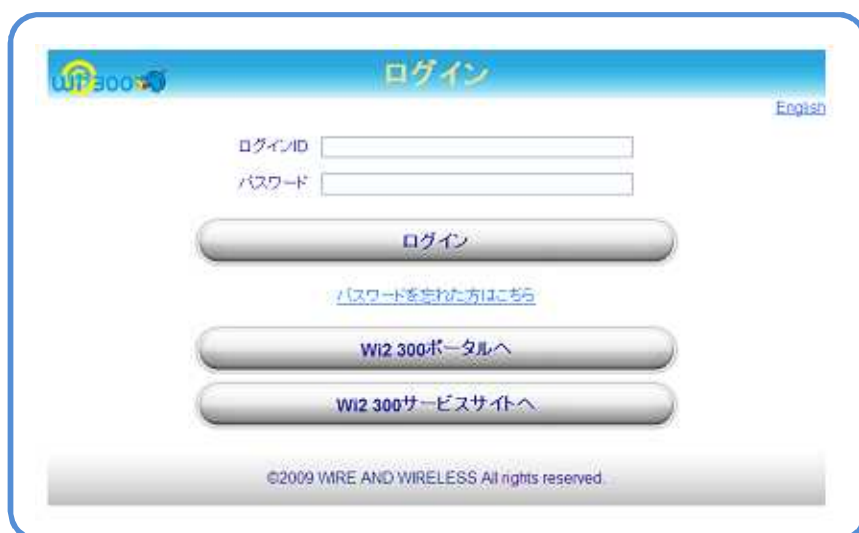 Wi2 300
ログイン
English
ログインID
パスワード
ログイン
パスワードを忘れた方はこちら
Wi2 300ポータルへ
Wi2 300サービスサイトへ
©2009 WIRE AND WIRELESS All rights reserved.